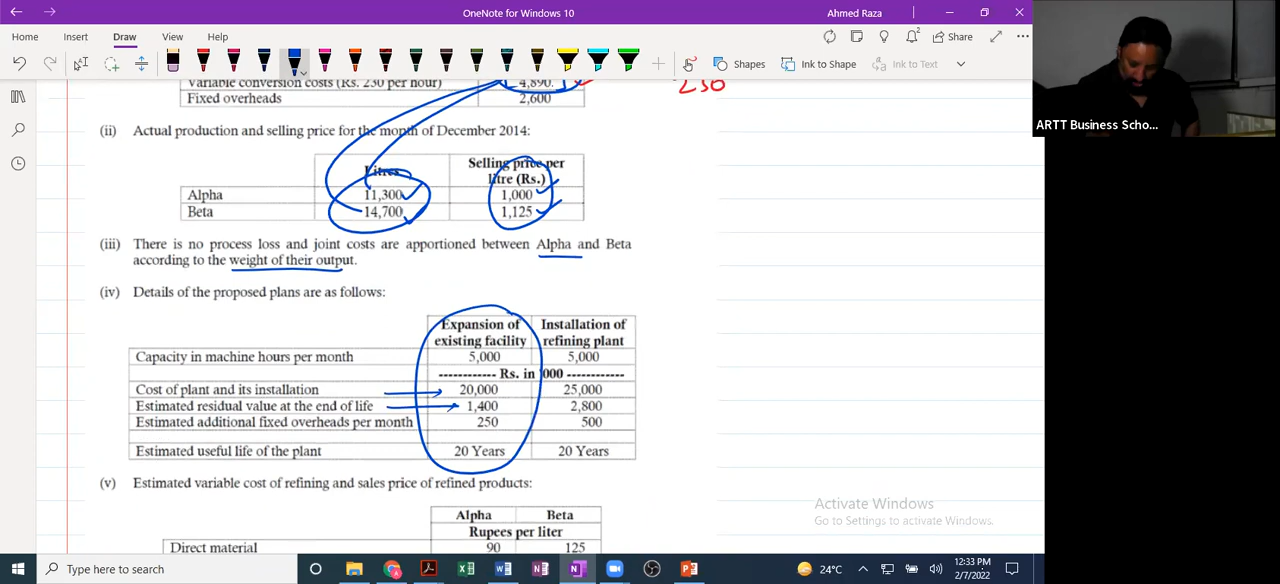 OneNote for Windows 10
Ahmed Raza
Home Insert Draw View Help
Share
Shapes
Ink to Shape
Ink to Text
Variable conversion costs (Rs. 230 per hour) 4,890.
230
Fixed overheads 2,600
(ii) Actual production and selling price for the month of December 2014:
Litres Selling price per
litre (Rs.)
Alpha 11,300 1,000
Beta 14,700 1,125
(iii) There is no process loss and joint costs are apportioned between Alpha and Beta
according to the weight of their output.
(iv) Details of the proposed plans are as follows:
Expansion of Installation of
existing facility refining plant
Capacity in machine hours per month 5,000 5,000
------------ Rs. in '000 ------------
Cost of plant and its installation 20,000 25,000
Estimated residual value at the end of life 1,400 2,800
Estimated additional fixed overheads per month 250 500
Estimated useful life of the plant 20 Years 20 Years
(v) Estimated variable cost of refining and sales price of refined products:
Alpha Beta
Rupees per liter
Direct material 90 125
Activate Windows
Go to Settings to activate Windows.
ARTT Business Scho...
Type here to search
24°C
12:33 PM
2/7/2022